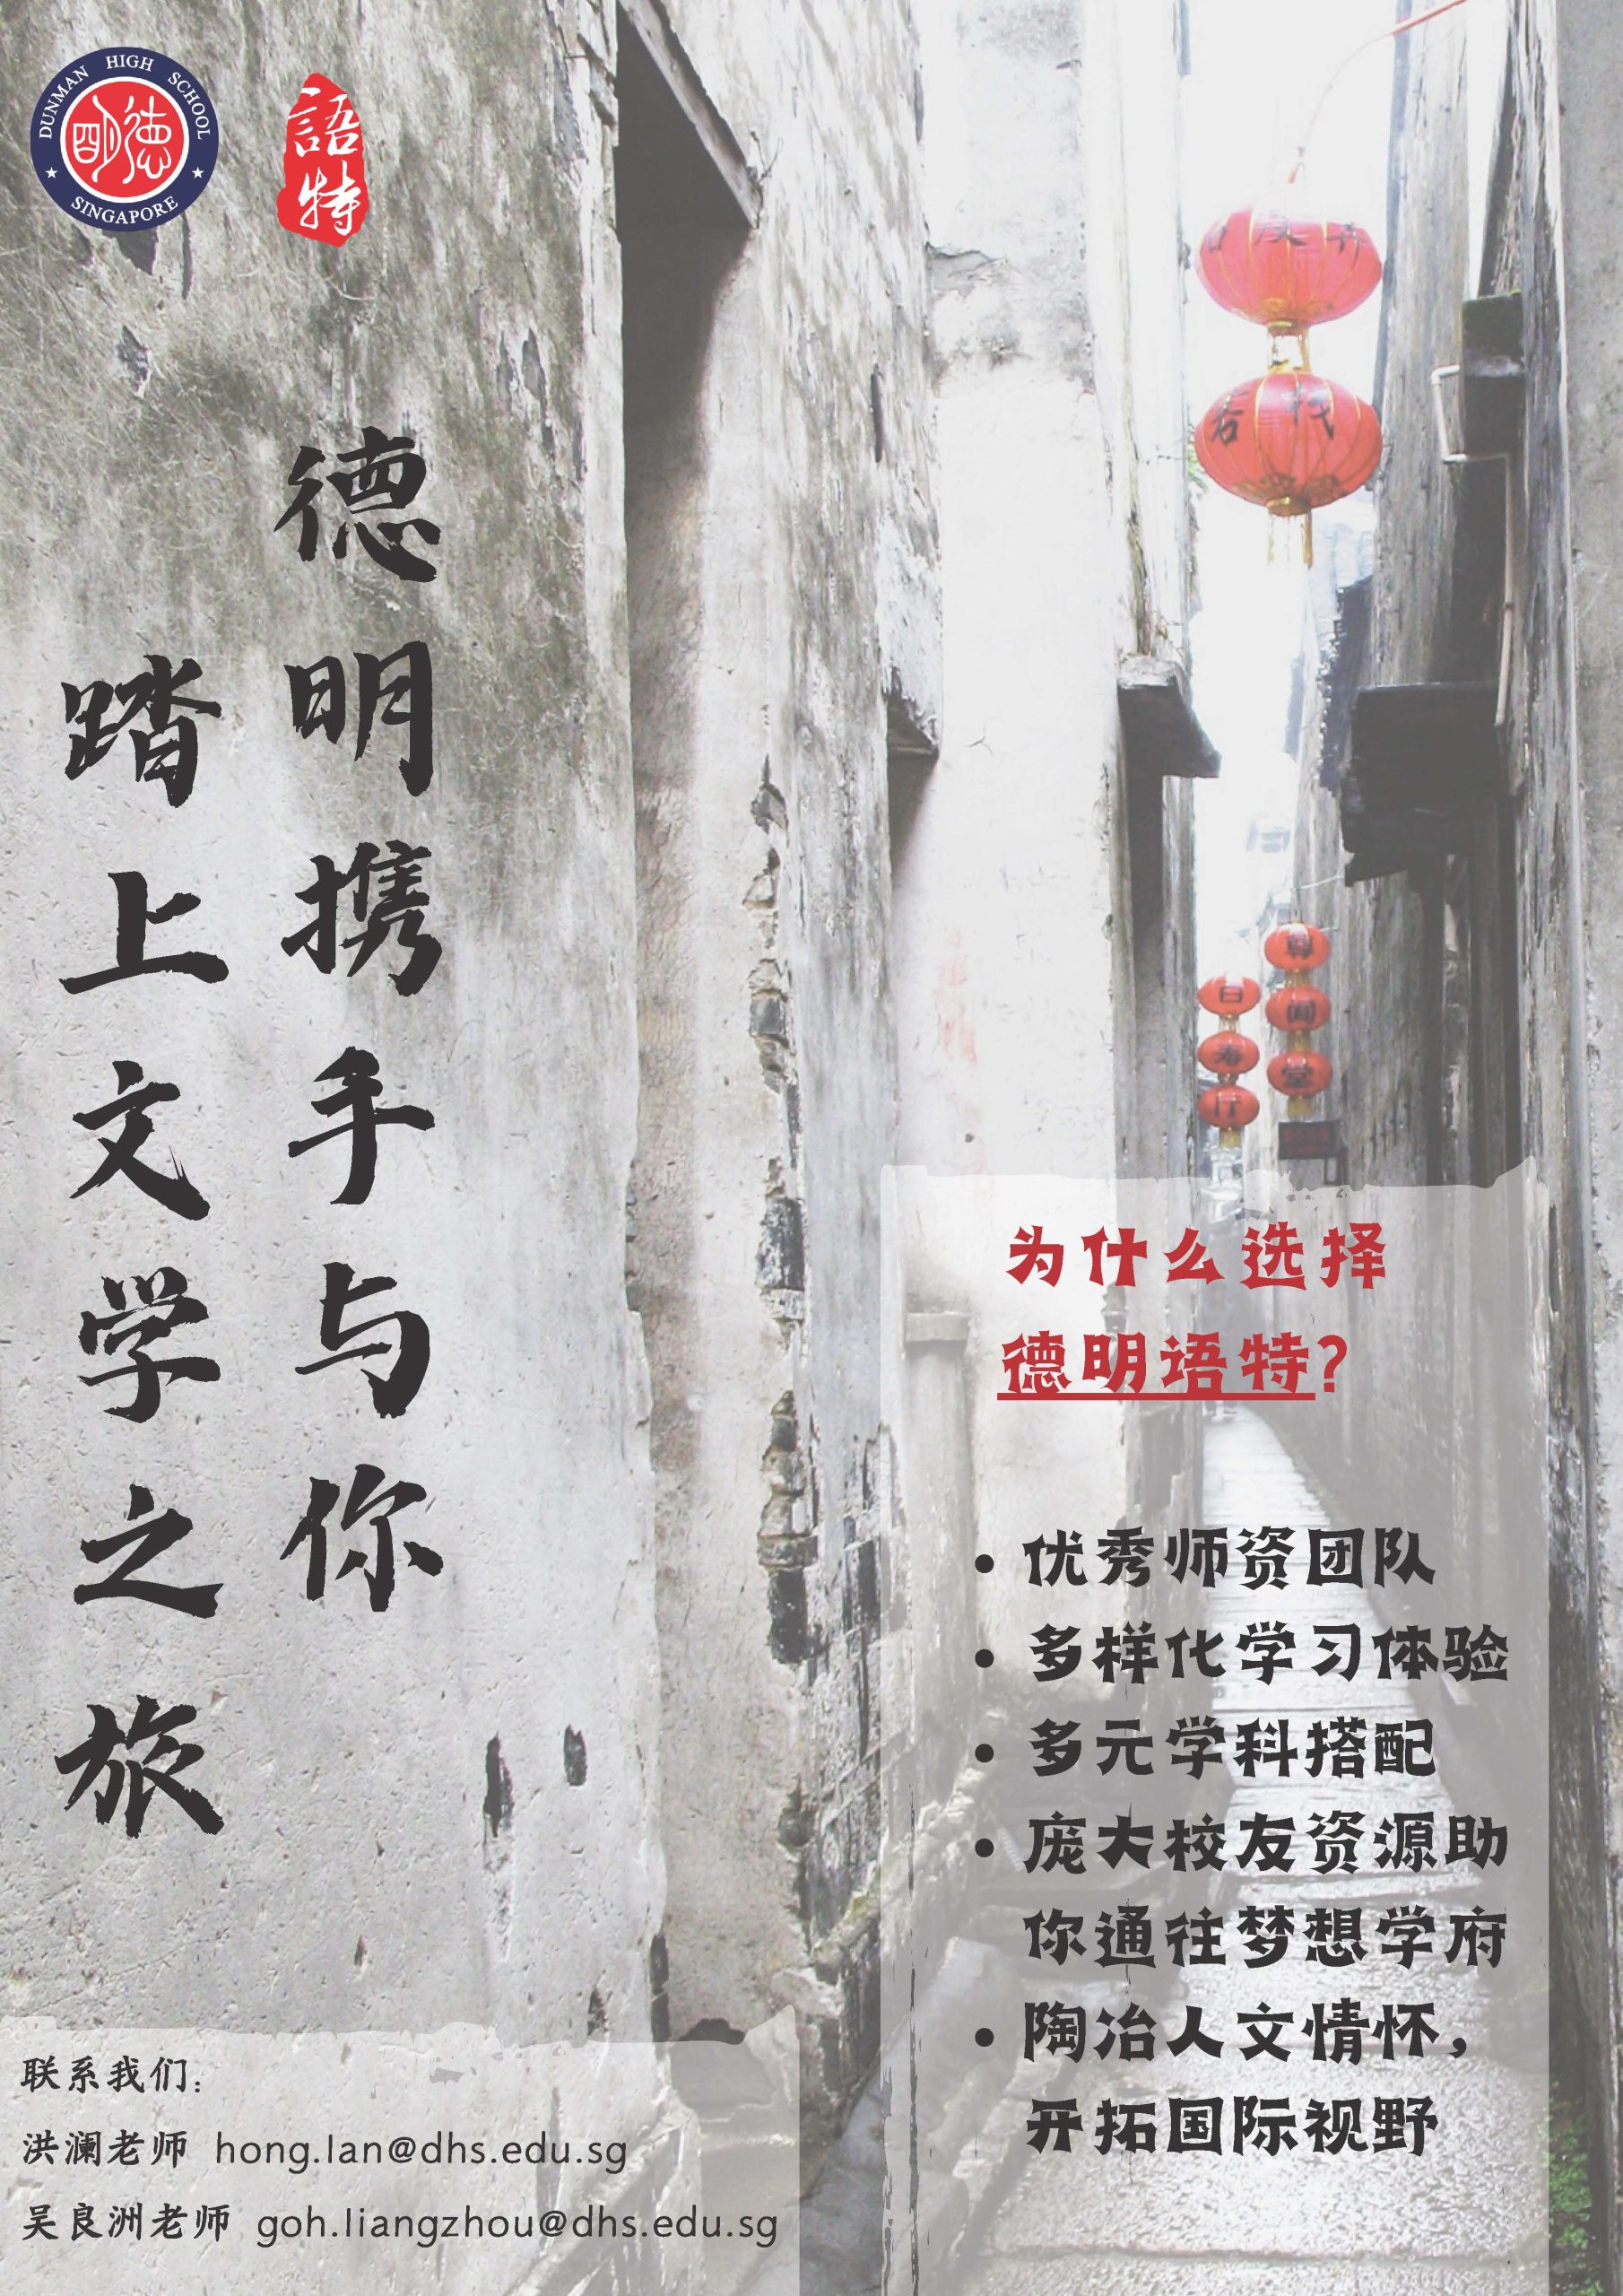 DUNMAN HIGH SCHOOL
德明
SINGAPORE
語特
德明携手与你
踏上文学之旅
为什么选择
德明语特?
• 优秀师资团队
• 多样化学习体验
• 多元学科搭配
• 庞大校友资源助
你通往梦想学府
• 陶冶人文情怀，
开拓国际视野
联系我们：
洪澜老师 hong.lan@dhs.edu.sg
吴良洲老师 goh.liangzhou@dhs.edu.sg